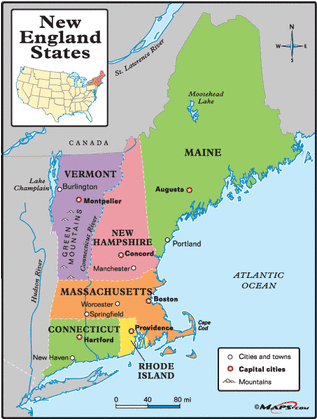 New
England
States
N
W
E
S
St. Lawrence River
Moosehead
Lake
CANADA
MAINE
Lake
Champlain
VERMONT
Burlington
Montpelier
Augusta
GREEN MOUNTAINS
Connecticut River
NEW
HAMPSHIRE
Concord
Manchester
Portland
Hudson River
ATLANTIC
OCEAN
MASSACHUSETTS
Boston
Worcester
Springfield
Cape
Cod
CONNECTICUT
Hartford
Providence
New Haven
RHODE
ISLAND
Cities and towns
Capital cities
Mountains
0 40 80 mi
©MAPS.com